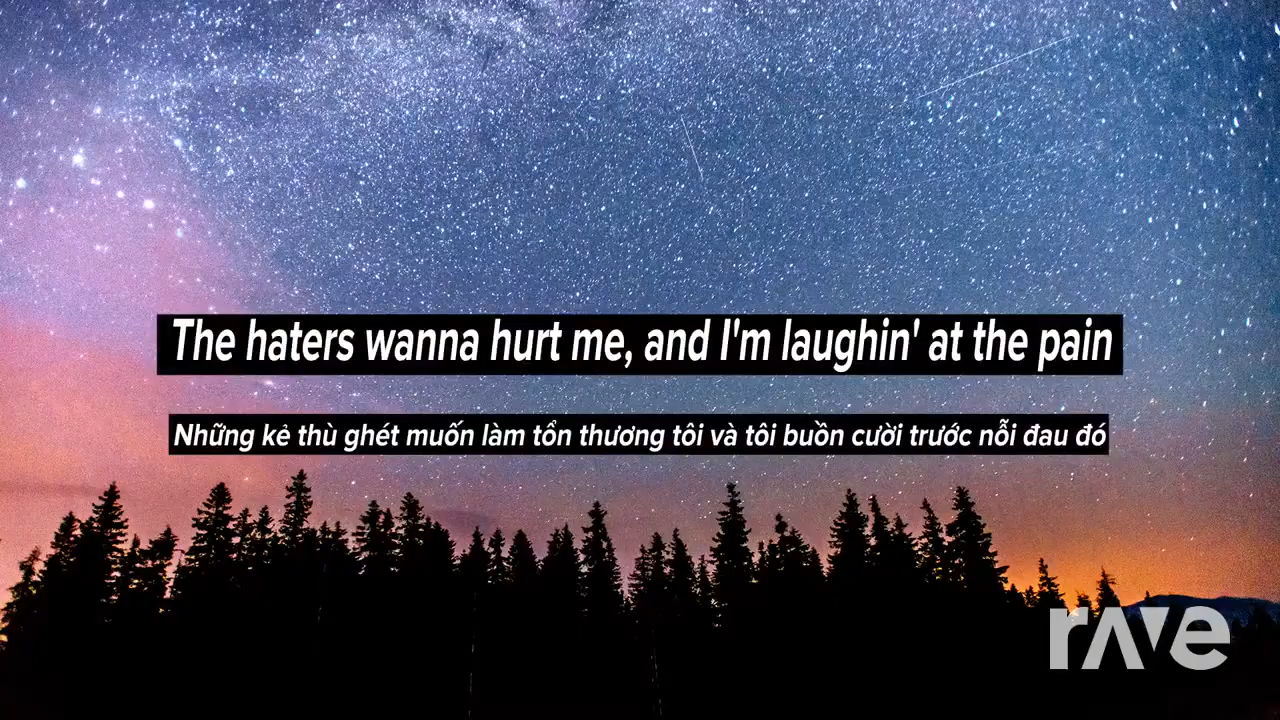 The haters wanna hurt me, and I'm laughin' at the pain
Những kẻ thù ghét muốn làm tổn thương tôi và tôi buồn cười trước nỗi đau đó
rave